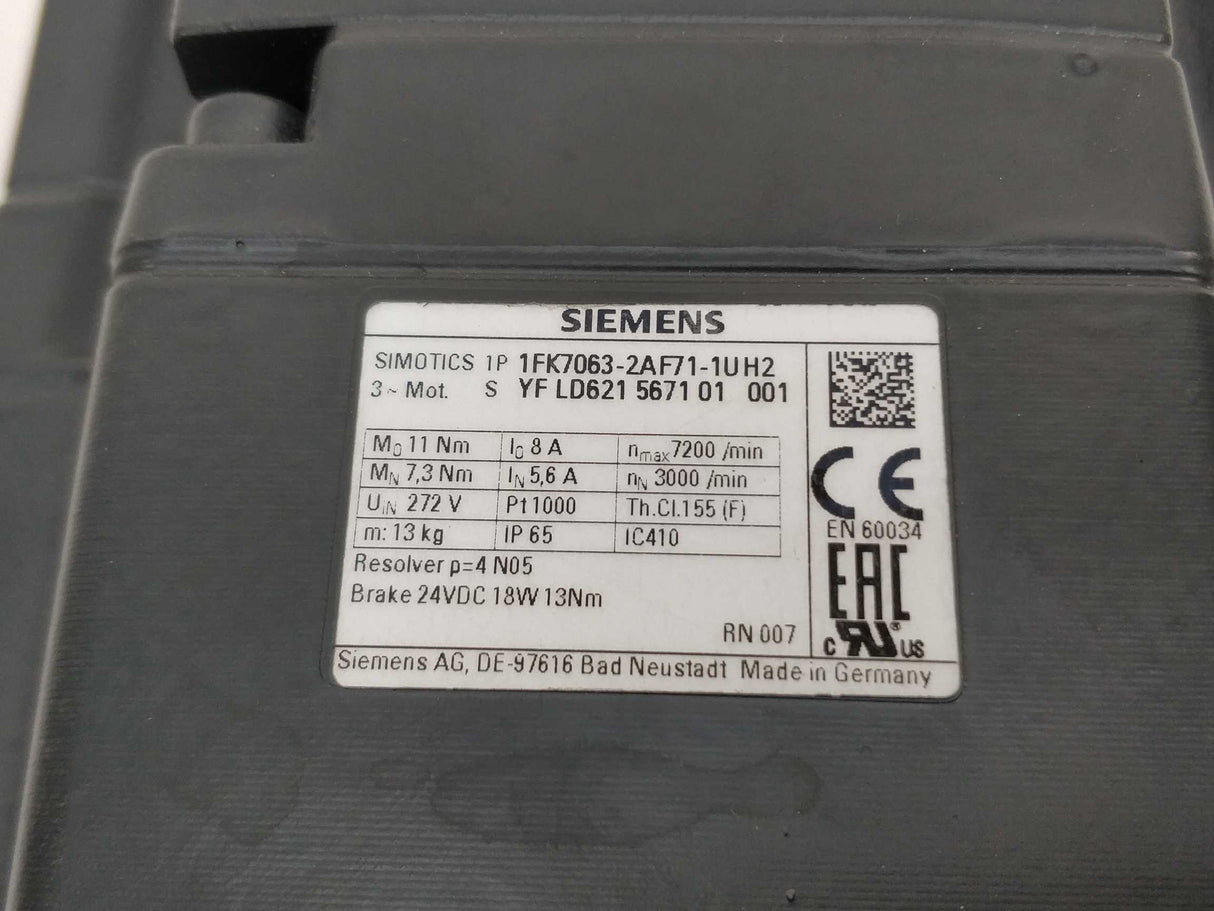 SIEMENS
SIMOTICS 1P 1FK7063-2AF71-1UH2
3~ Mot. S YF LD621 5671 01 001
M0 11 Nm I0 8 A nmax 7200 /min
MN 7,3 Nm IN 5,6 A nN 3000 /min
UIN 272 V Pt1000 Th.Cl.155 (F)
m: 13 kg IP 65 IC410
Resolver p=4 N05
Brake 24VDC 18W 13Nm
RN 007
CE
EN 60034
EAC
c RU® US
Siemens AG, DE-97616 Bad Neustadt Made in Germany